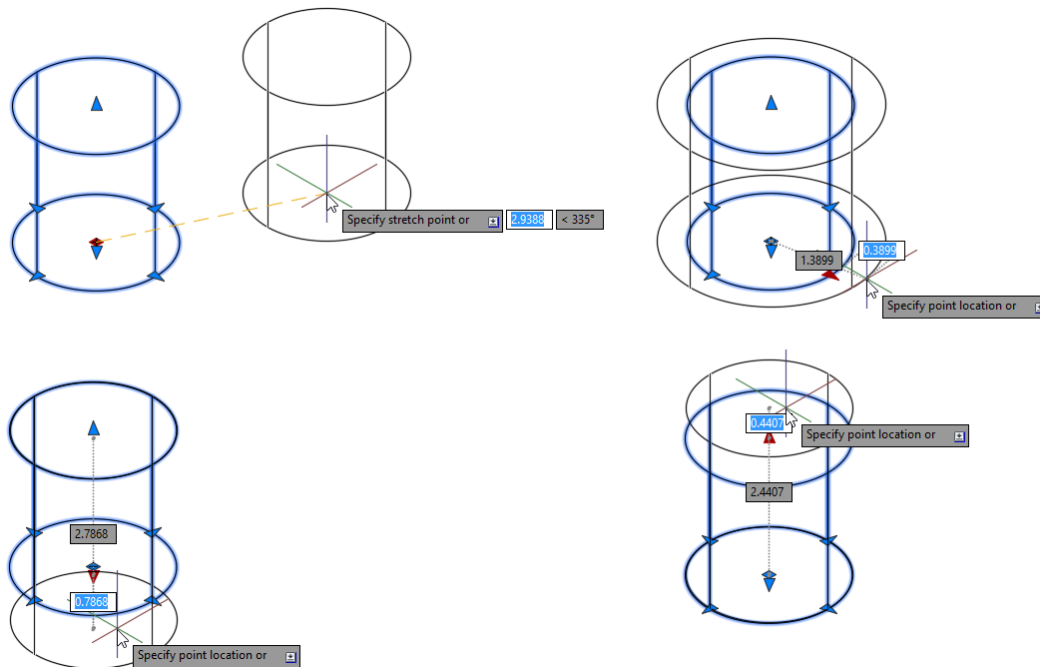 Specify stretch point or 2.9388 < 335°
1.3899 0.3899
Specify point location or
2.7868
0.7868
Specify point location or
0.4407
Specify point location or
2.4407